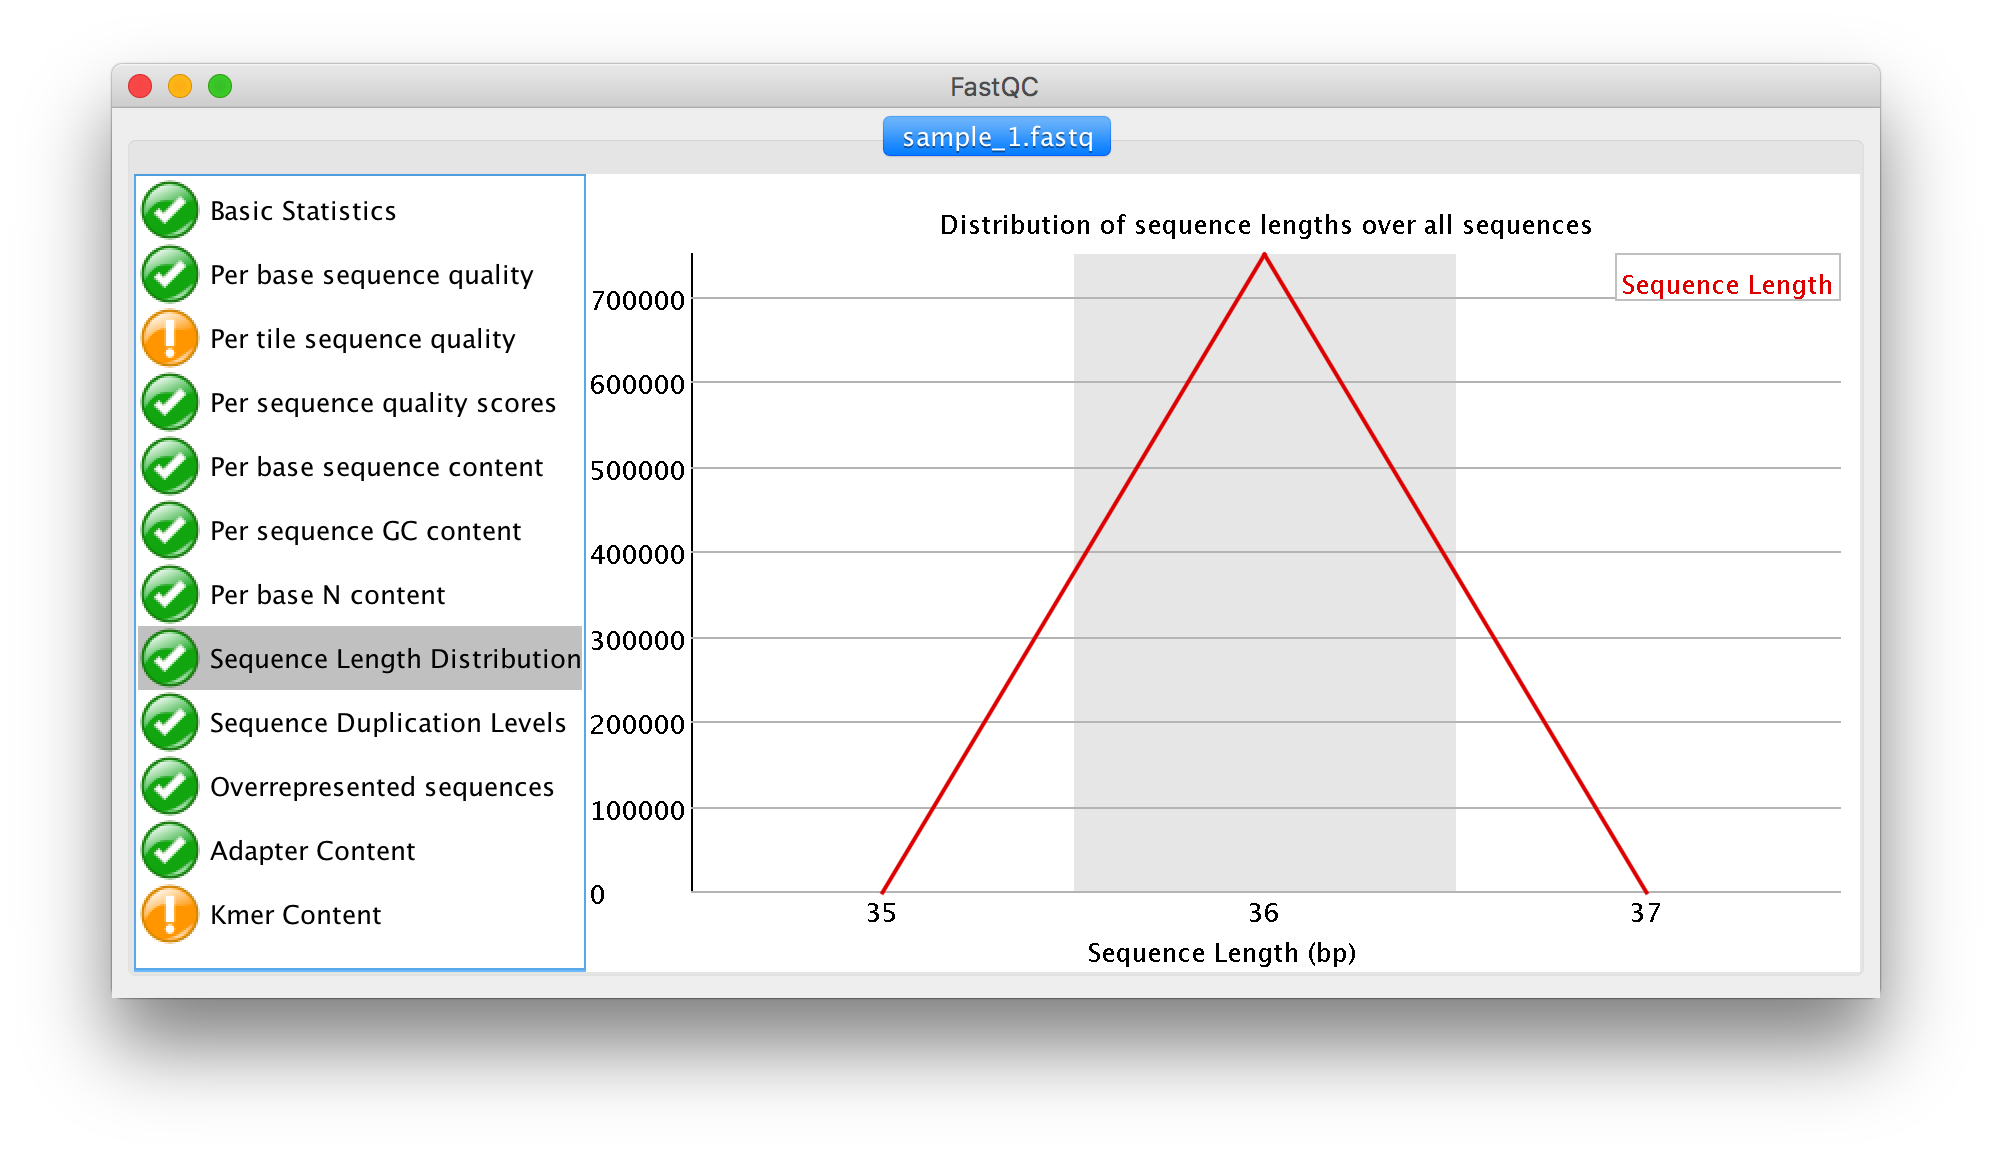 FastQC
sample_1.fastq
Basic Statistics
Per base sequence quality
Per tile sequence quality
Per sequence quality scores
Per base sequence content
Per sequence GC content
Per base N content
Sequence Length Distribution
Sequence Duplication Levels
Overrepresented sequences
Adapter Content
Kmer Content
Distribution of sequence lengths over all sequences
Sequence Length
700000
600000
500000
400000
300000
200000
100000
0
35 36 37
Sequence Length (bp)